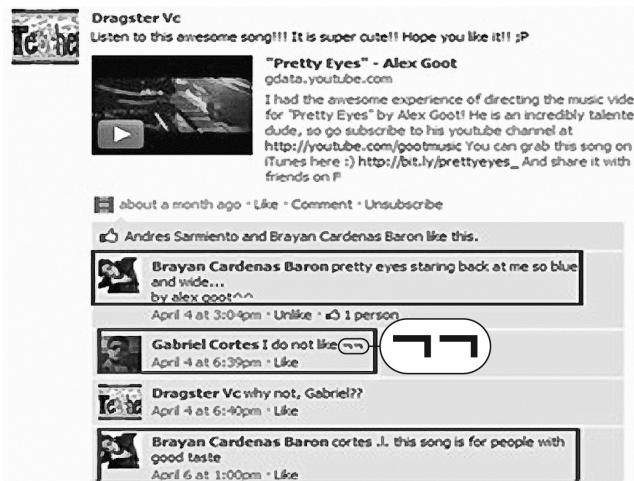 Dragster Vc
Listen to this awesome song!!! It is super cute!! Hope you like it!! ;P
"Pretty Eyes" - Alex Goot
gdata.youtube.com
I had the awesome experience of directing the music vide
for "Pretty Eyes" by Alex Goot! He is an incredibly talente
dude, so go subscribe to his youtube channel at
http://youtube.com/gootmusic You can grab this song on
iTunes here :) http://bit.ly/prettyeyes_ And share it with
friends on F
about a month ago · Like · Comment · Unsubscribe
Andres Sarmiento and Brayan Cardenas Baron like this.
Brayan Cardenas Baron pretty eyes staring back at me so blue
and wide...
by alex goot^^
April 4 at 3:04pm · Unlike · 1 person
Gabriel Cortes I do not like ¬¬
¬¬
April 4 at 6:39pm · Like
Dragster Vc why not, Gabriel??
April 4 at 6:40pm · Like
Brayan Cardenas Baron cortes .l. this song is for people with
good taste
April 6 at 1:00pm · Like